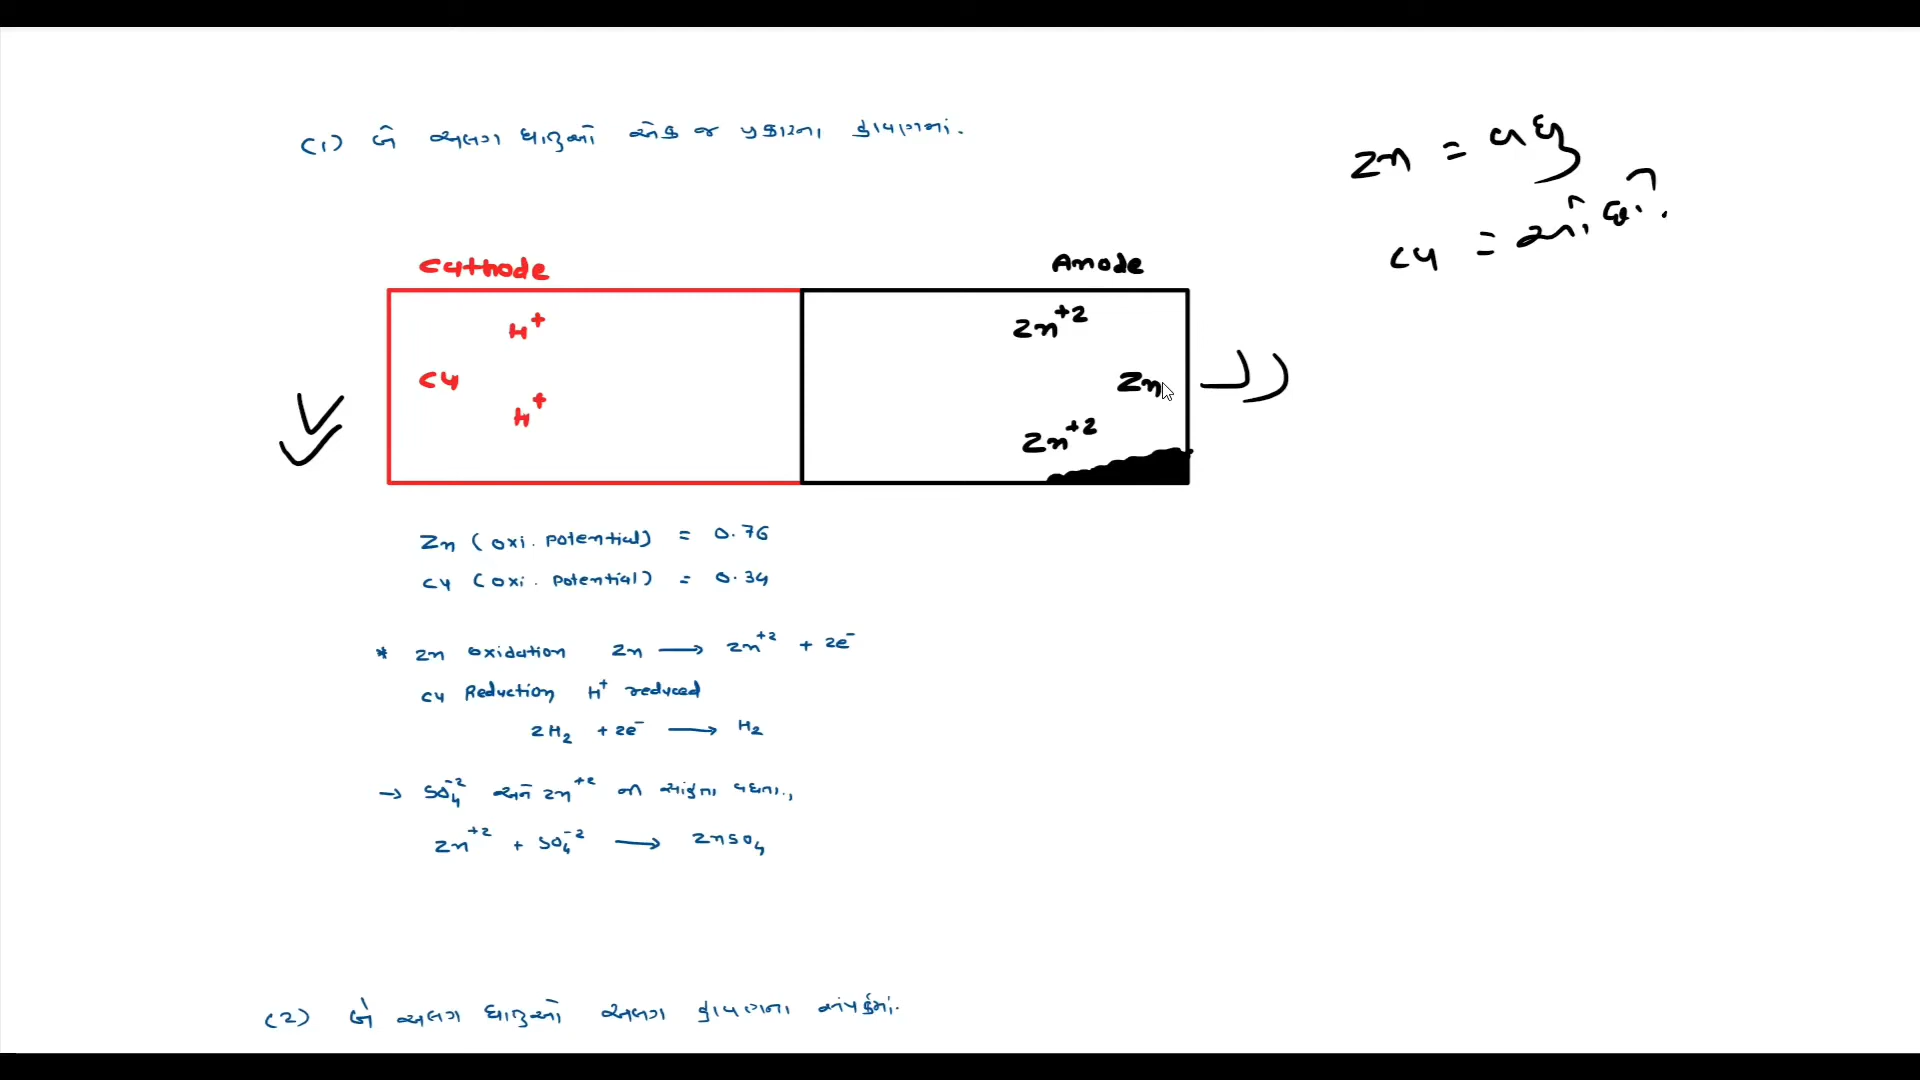 (1) બે અલગ ધાતુઓ એક જ પ્રકારના દ્રાવણમાં.
Zn = વધુ
Cu = ઓછો.
Cathode
Anode
H+
Zn+2
Cu
Zn
H+
Zn+2
Zn (oxi. potential) = 0.76
Cu (oxi. potential) = 0.34
* Zn oxidation Zn → Zn+2 + 2e-
Cu Reduction H+ reduced
2H2 + 2e- → H2
→ SO4-2 અને Zn+2 ની સાંદ્રતા વધતા.,
Zn+2 + SO4-2 → ZnSO4
(2) બે અલગ ધાતુઓ અલગ દ્રાવણના સંપર્કમાં.